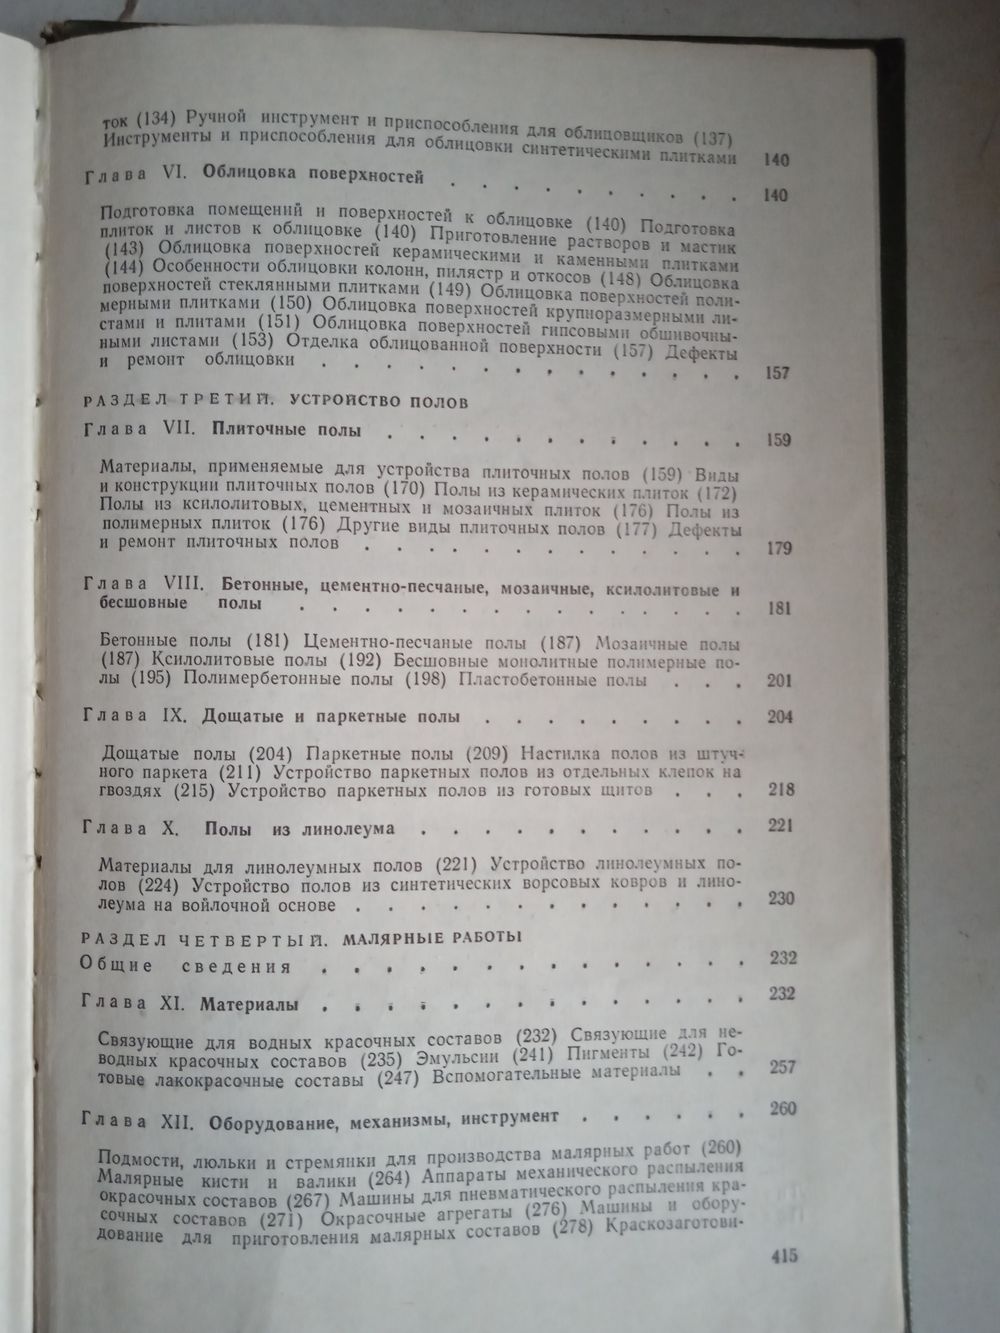 ток (134) Ручной инструмент и приспособления для облицовщиков (137)
Инструменты и приспособления для облицовки синтетическими плитками 140
Глава VI. Облицовка поверхностей . . . . . . . . . . 140
Подготовка помещений и поверхностей к облицовке (140) Подготовка
плиток и листов к облицовке (140) Приготовление растворов и мастик
(143) Облицовка поверхностей керамическими и каменными плитками
(144) Особенности облицовки колонн, пилястр и откосов (148) Облицовка
поверхностей стеклянными плитками (149) Облицовка поверхностей поли-
мерными плитками (150) Облицовка поверхностей крупноразмерными ли-
стами и плитами (151) Облицовка поверхностей гипсовыми обшивочны-
ными листами (153) Отделка облицованной поверхности (157) Дефекты
и ремонт облицовки . . . . . . . . . . . . . . 157
РАЗДЕЛ ТРЕТИЙ. УСТРОЙСТВО ПОЛОВ
Глава VII. Плиточные полы . . . . . . . . . . . . 159
Материалы, применяемые для устройства плиточных полов (159) Виды
и конструкции плиточных полов (170) Полы из керамических плиток (172)
Полы из ксилолитовых, цементных и мозаичных плиток (176) Полы из
полимерных плиток (176) Другие виды плиточных полов (177) Дефекты
и ремонт плиточных полов . . . . . . . . . . . . . 179
Глава VIII. Бетонные, цементно-песчаные, мозаичные, ксилолитовые и
бесшовные полы . . . . . . . . . . . . . . . 181
Бетонные полы (181) Цементно-песчаные полы (187) Мозаичные полы
(187) Ксилолитовые полы (192) Бесшовные монолитные полимерные по-
лы (195) Полимербетонные полы (198) Пластобетонные полы . . . 201
Глава IX. Дощатые и паркетные полы . . . . . . . . . 204
Дощатые полы (204) Паркетные полы (209) Настилка полов из штуч-
ного паркета (211) Устройство паркетных полов из отдельных клепок на
гвоздях (215) Устройство паркетных полов из готовых щитов . . . 218
Глава X. Полы из линолеума . . . . . . . . . . . 221
Материалы для линолеумных полов (221) Устройство линолеумных по-
лов (224) Устройство полов из синтетических ворсовых ковров и лино-
леума на войлочной основе . . . . . . . . . . . . . 230
РАЗДЕЛ ЧЕТВЕРТЫЙ. МАЛЯРНЫЕ РАБОТЫ
Общие сведения . . . . . . . . . . . . . . 232
Глава XI. Материалы . . . . . . . . . . . . . . 232
Связующие для водных красочных составов (232) Связующие для не-
водных красочных составов (235) Эмульсии (241) Пигменты (242) Го-
товые лакокрасочные составы (247) Вспомогательные материалы . . 257
Глава XII. Оборудование, механизмы, инструмент . . . . . . 260
Подмости, люльки и стремянки для производства малярных работ (260)
Малярные кисти и валики (264) Аппараты механического распыления
окрасочных составов (267) Машины для пневматического распыления кра-
сочных составов (271) Окрасочные агрегаты (276) Машины и обору-
дование для приготовления малярных составов (278) Краскозаготови-
415